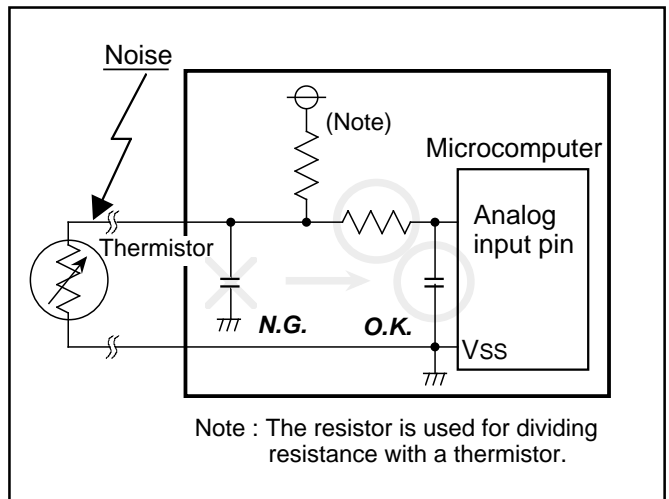 Noise
(Note)
Microcomputer
Analog
input pin
Thermistor
N.G.
O.K.
VSS
Note : The resistor is used for dividing
resistance with a thermistor.